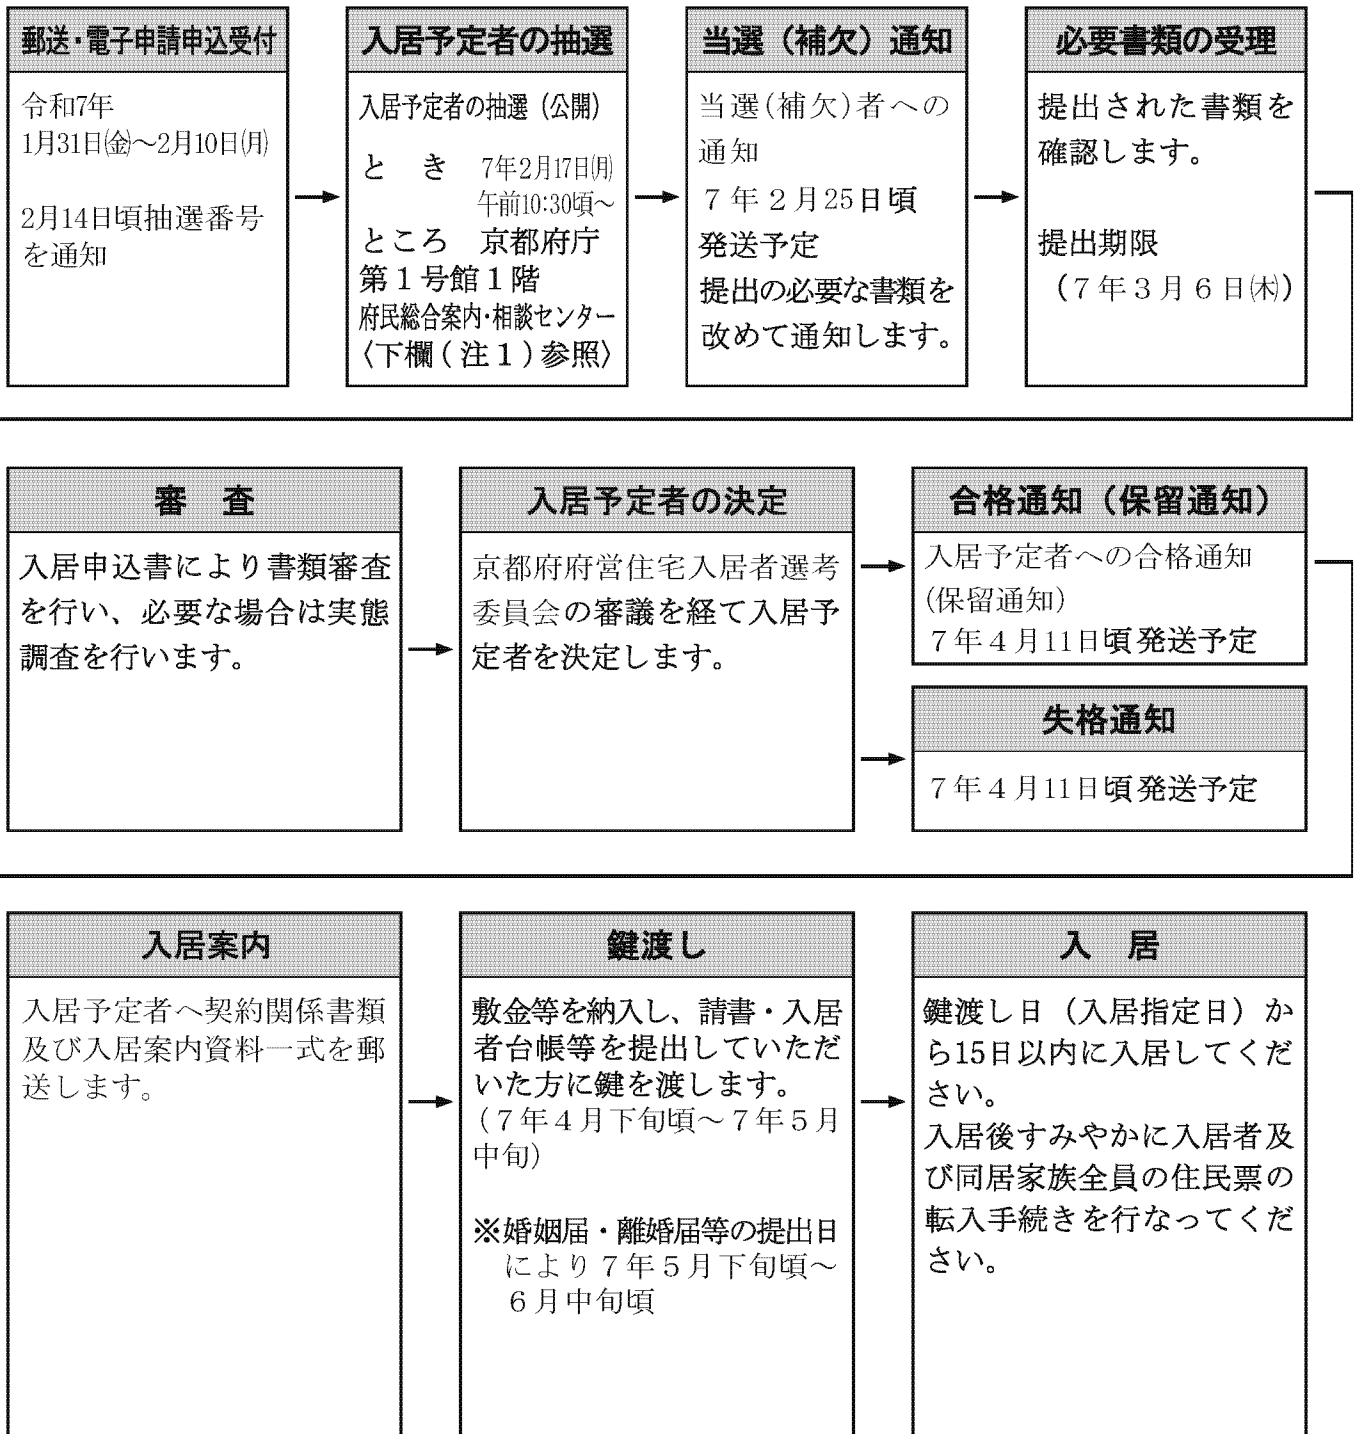 郵送・電子申請申込受付
令和7年
1月31日㈮～2月10日㈪
2月14日頃抽選番号
を通知
入居予定者の抽選
入居予定者の抽選（公開）
と　き　7年2月17日㈪
午前10:30頃～
ところ　京都府庁
第１号館１階
府民総合案内・相談センター
〈下欄(注１)参照〉
当選（補欠）通知
当選(補欠)者への
通知
７年２月25日頃
発送予定
提出の必要な書類を
改めて通知します。
必要書類の受理
提出された書類を
確認します。
提出期限
（７年３月６日㈭）
審　査
入居申込書により書類審査
を行い、必要な場合は実態
調査を行います。
入居予定者の決定
京都府府営住宅入居者選考
委員会の審議を経て入居予
定者を決定します。
合格通知（保留通知）
入居予定者への合格通知
(保留通知)
７年４月11日頃発送予定
失格通知
７年４月11日頃発送予定
入居案内
入居予定者へ契約関係書類
及び入居案内資料一式を郵
送します。
鍵渡し
敷金等を納入し、請書・入居
者台帳等を提出していただ
いた方に鍵を渡します。
(７年４月下旬頃～７年５月
中旬)
※婚姻届・離婚届等の提出日
により７年５月下旬頃～
６月中旬頃
入　居
鍵渡し日（入居指定日）か
ら15日以内に入居してくだ
さい。
入居後すみやかに入居者及
び同居家族全員の住民票の
転入手続きを行なってくだ
さい。